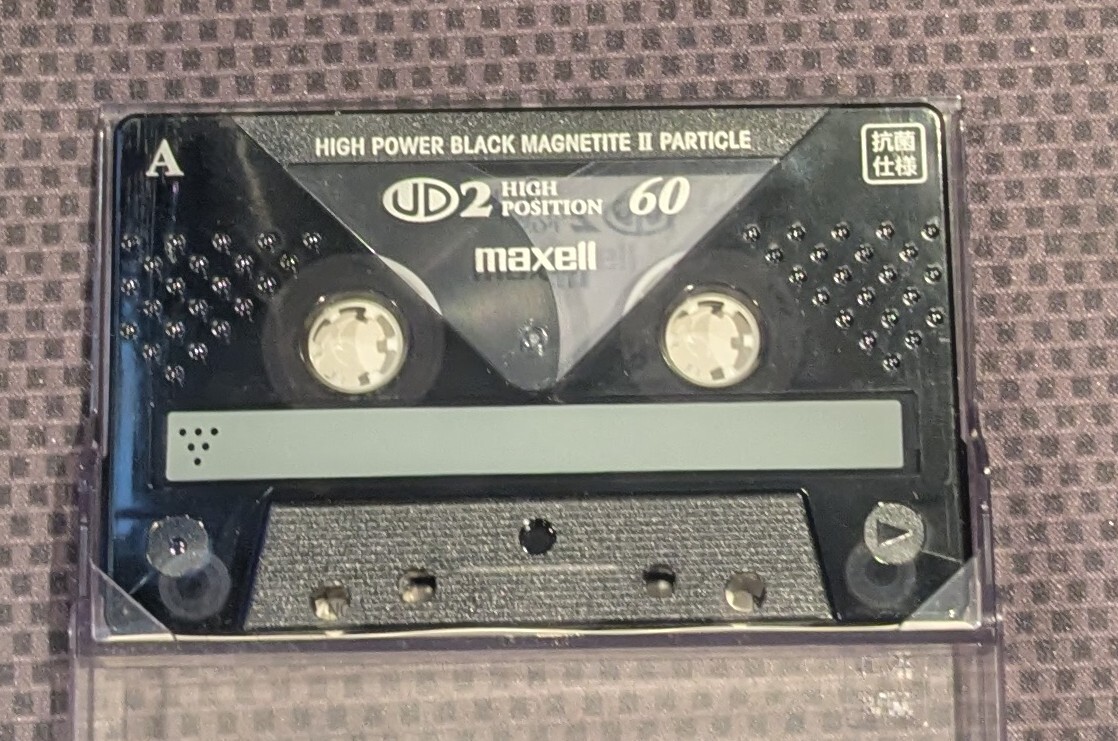 HIGH POWER BLACK MAGNETITE II PARTICLE
A
抗菌
仕様
UD2 HIGH POSITION 60
maxell